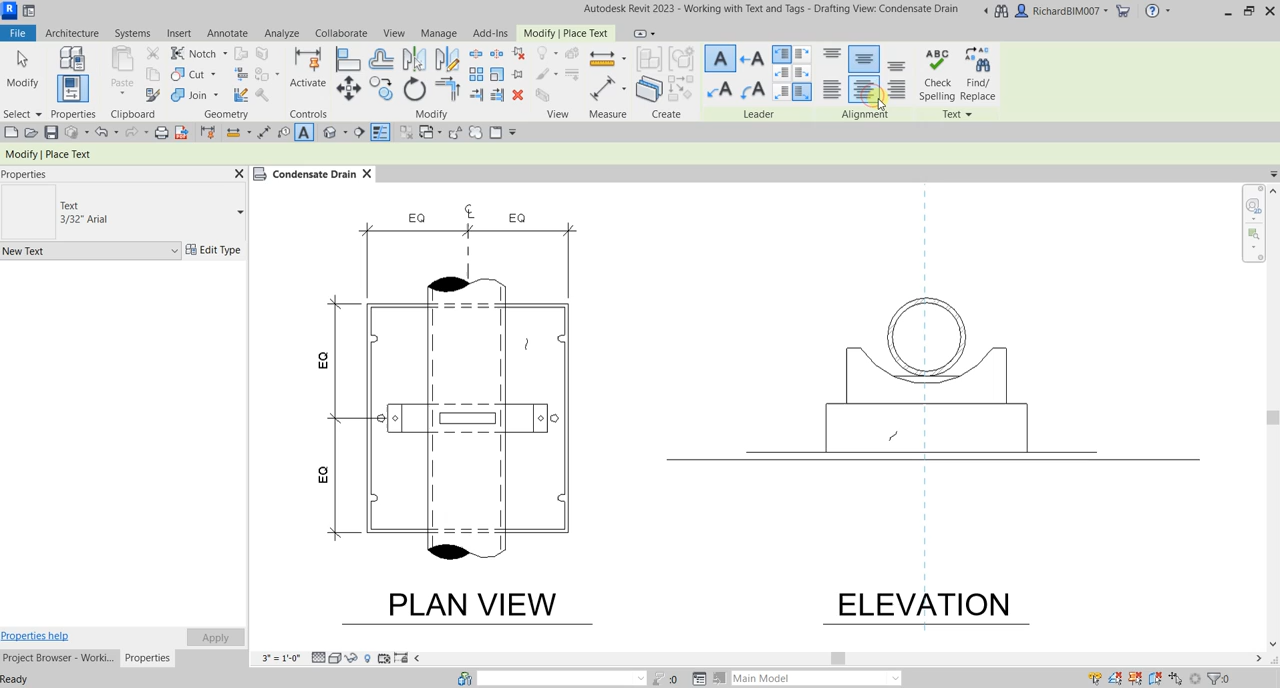 Autodesk Revit 2023 - Working with Text and Tags - Drafting View: Condensate Drain
RichardBIM007
File Architecture Systems Insert Annotate Analyze Collaborate View Manage Add-Ins Modify | Place Text
Modify
Paste
Notch
Cut
Join
Activate
Check Spelling
Find/ Replace
Select Properties Clipboard Geometry Controls Modify View Measure Create Leader Alignment Text
Modify | Place Text
Properties
Condensate Drain
Text
3/32" Arial
New Text
Edit Type
EQ
EQ
EQ
EQ
PLAN VIEW
ELEVATION
Properties help
Apply
Project Browser - Worki...
Properties
3" = 1'-0"
Ready
:0
Main Model
:0